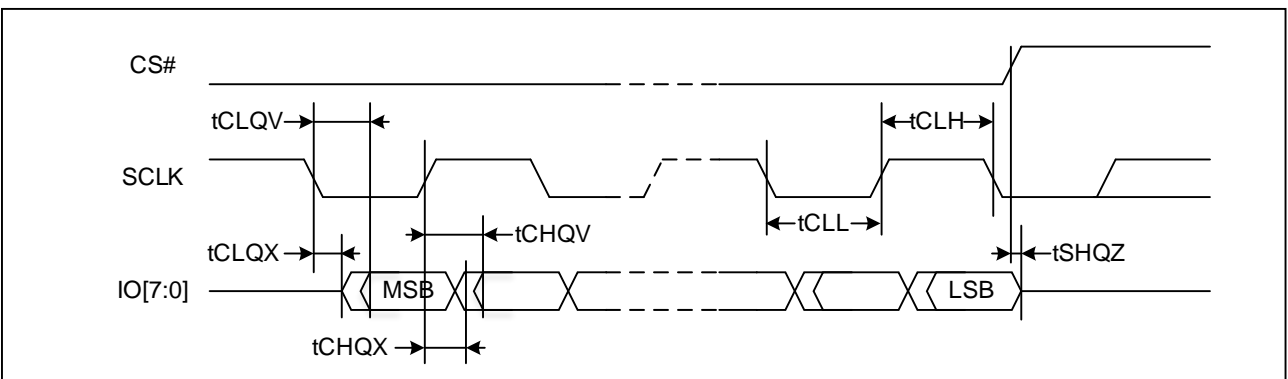 CS#
tCLQV
tCLH
SCLK
tCHQV
tCLL
tCLQX
tSHQZ
IO[7:0]
MSB
LSB
tCHQX